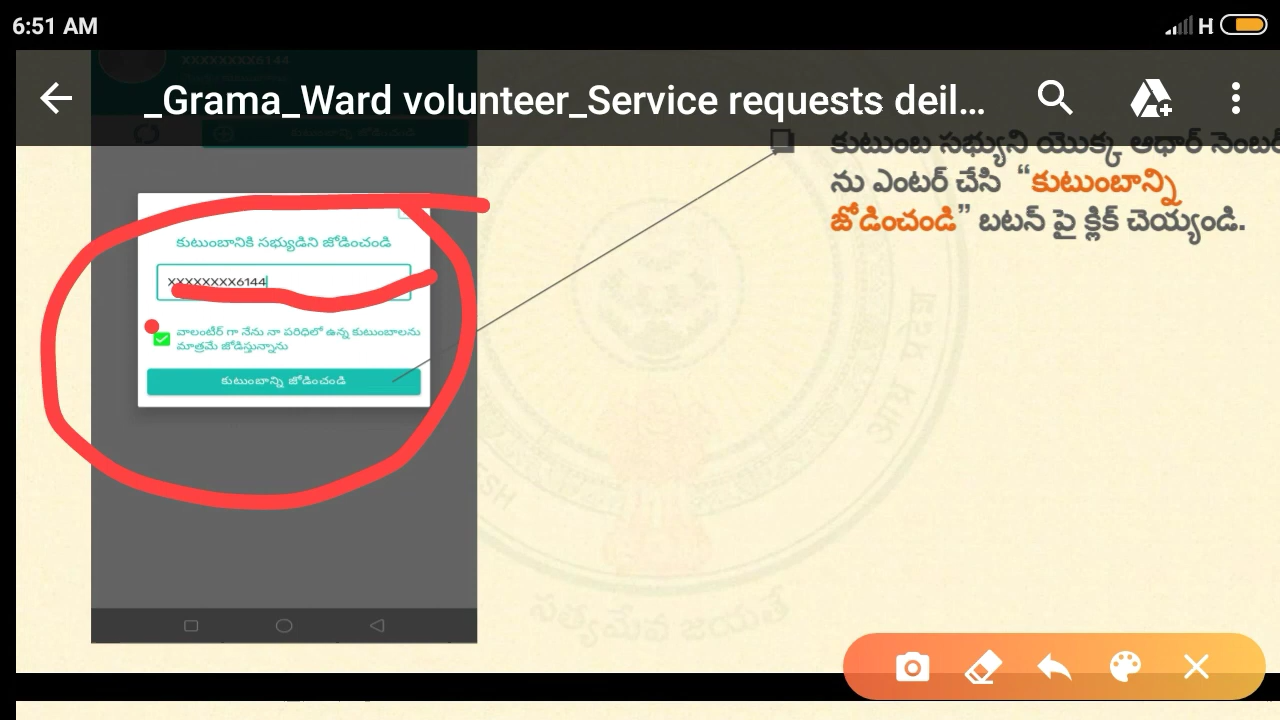 6:51 AM
H
_Grama_Ward volunteer_Service requests deil...
XXXXXXXX6144
కుటుంబాన్ని జోడించండి
కుటుంబ సభ్యుని యొక్క ఆధార్ నెంబర్
ను ఎంటర్ చేసి “కుటుంబాన్ని
జోడించండి” బటన్ పై క్లిక్ చెయ్యండి.
కుటుంబానికి సభ్యుడిని జోడించండి
XXXXXXXX6144
వాలంటీర్ గా నేను నా పరిధిలో ఉన్న కుటుంబాలను
మాత్రమే జోడిస్తున్నాను
కుటుంబాన్ని జోడించండి
సత్యమేవ జయతే